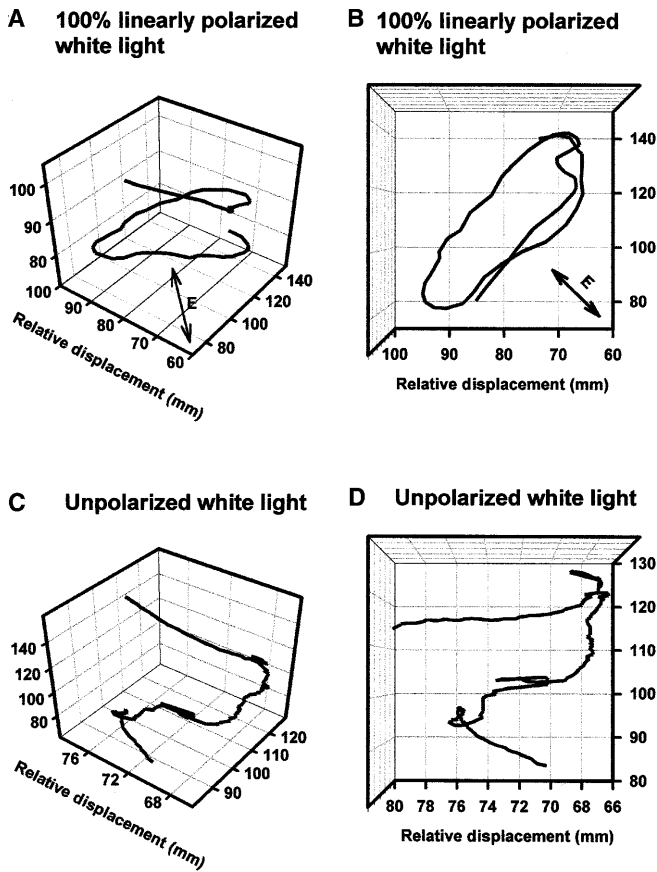 A 100% linearly polarized
white light
100
90
80
100
90
80
70
60
80
100
120
140
E
Relative displacement (mm)
B 100% linearly polarized
white light
140
120
100
80
E
100 90 80 70 60
Relative displacement (mm)
C Unpolarized white light
140
120
100
80
76
72
68
90
100
110
120
Relative displacement (mm)
D Unpolarized white light
130
120
110
100
90
80
80 78 76 74 72 70 68 66
Relative displacement (mm)